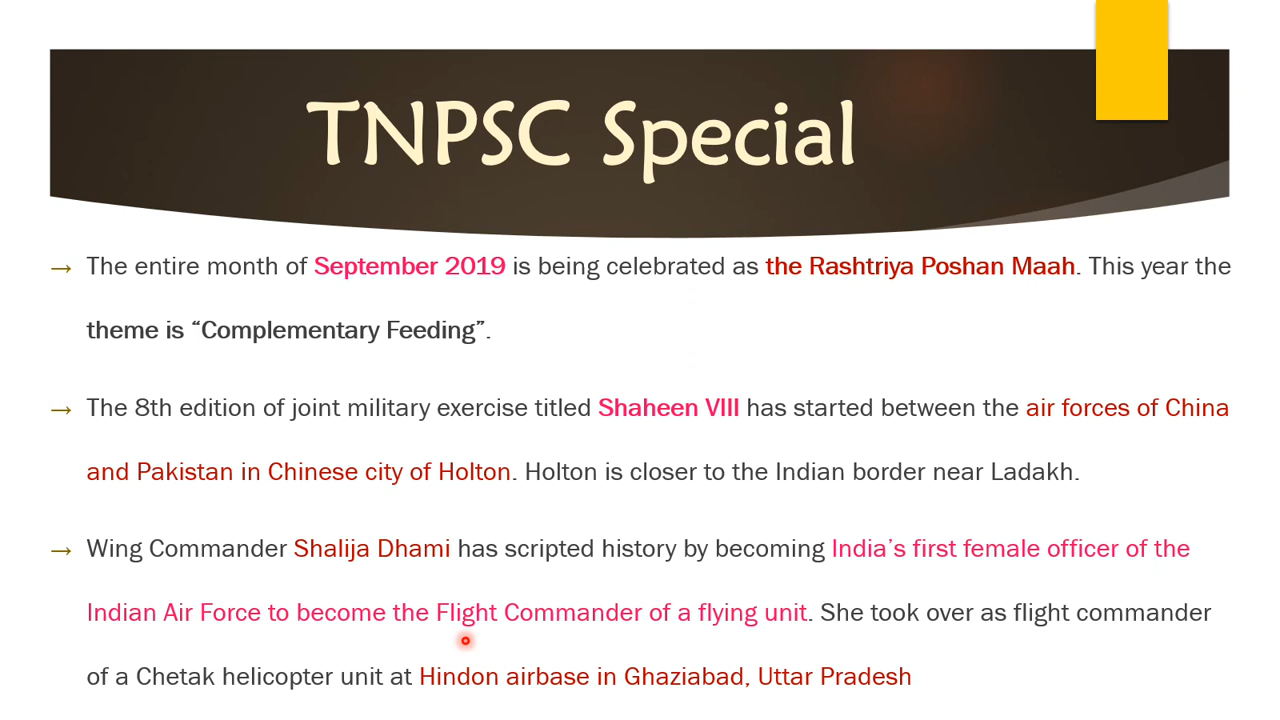 TNPSC Special
→ The entire month of September 2019 is being celebrated as the Rashtriya Poshan Maah. This year the
theme is “Complementary Feeding”.
→ The 8th edition of joint military exercise titled Shaheen VIII has started between the air forces of China
and Pakistan in Chinese city of Holton. Holton is closer to the Indian border near Ladakh.
→ Wing Commander Shalija Dhami has scripted history by becoming India’s first female officer of the
Indian Air Force to become the Flight Commander of a flying unit. She took over as flight commander
of a Chetak helicopter unit at Hindon airbase in Ghaziabad, Uttar Pradesh